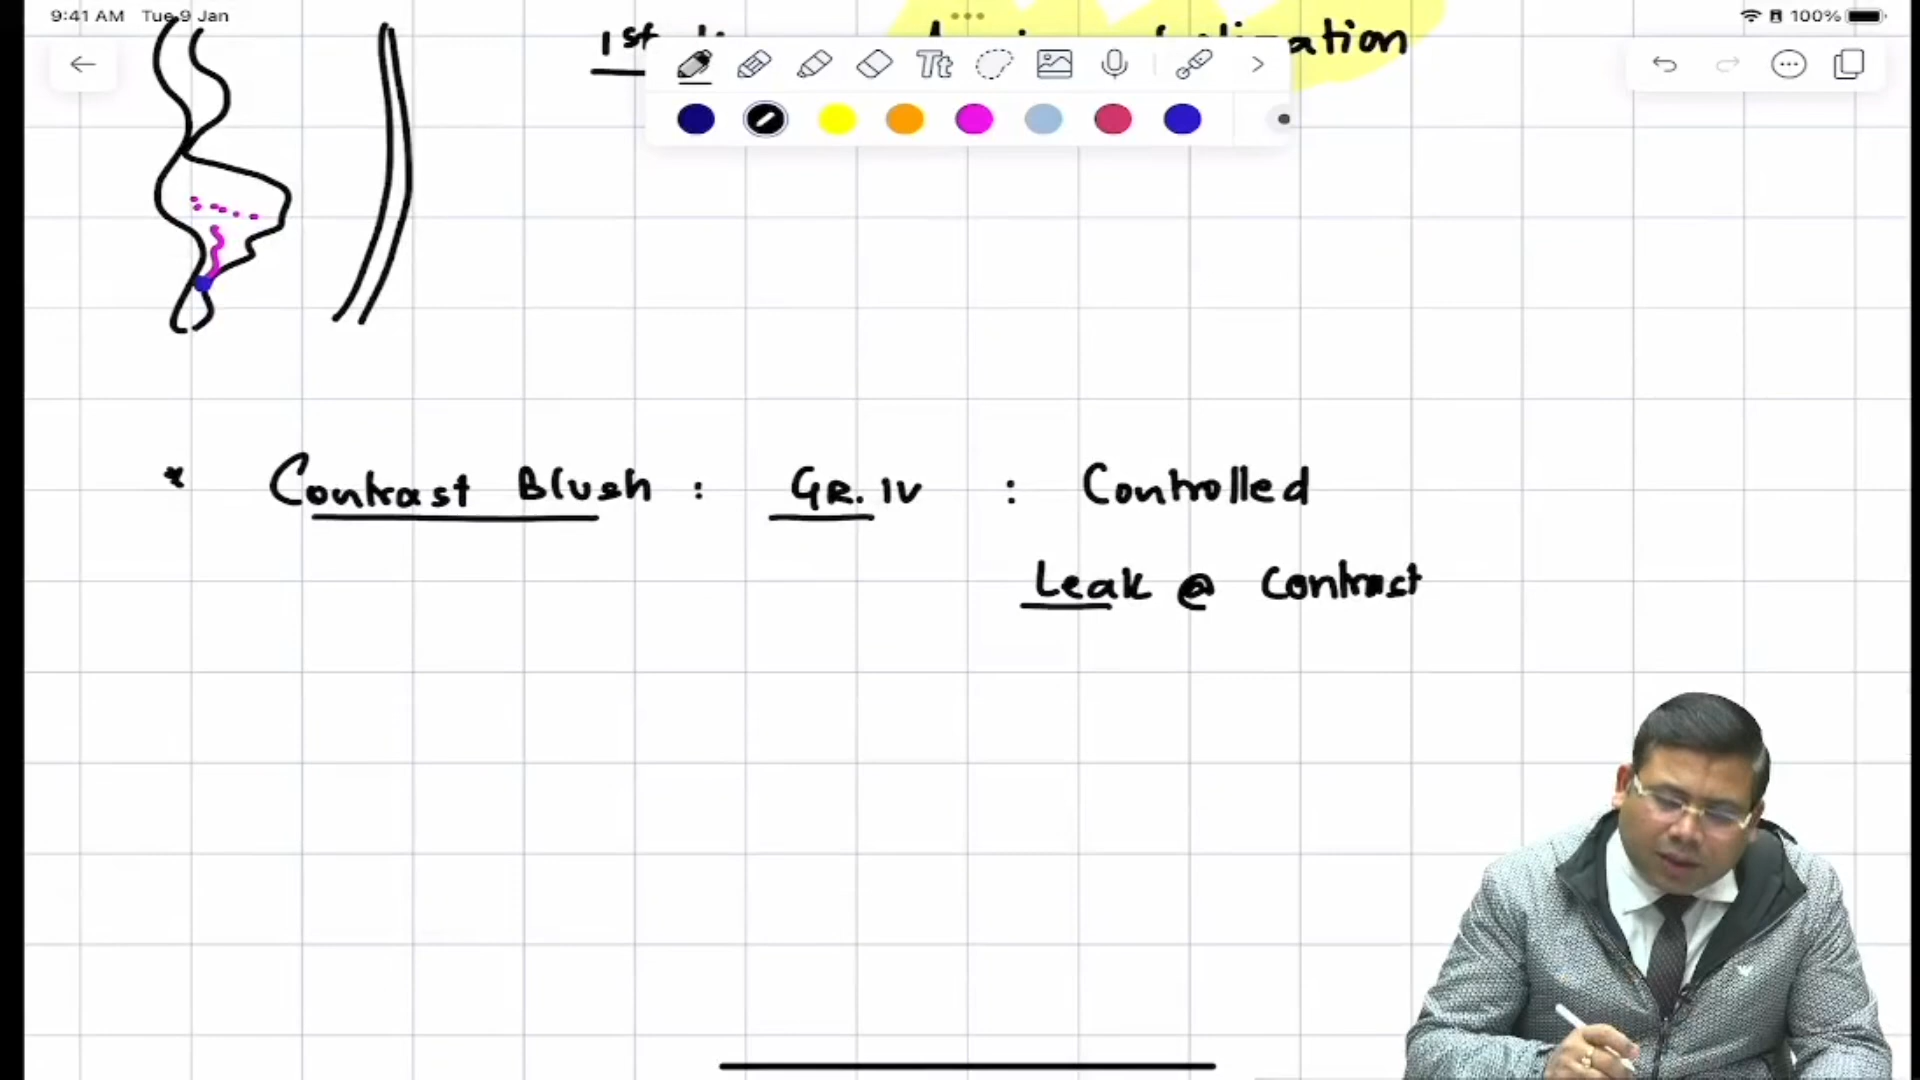 9:41 AM Tue 9 Jan
100%
1st
ation
Tt
* Contrast Blush : GR. IV : Controlled
Leak @ Contrast